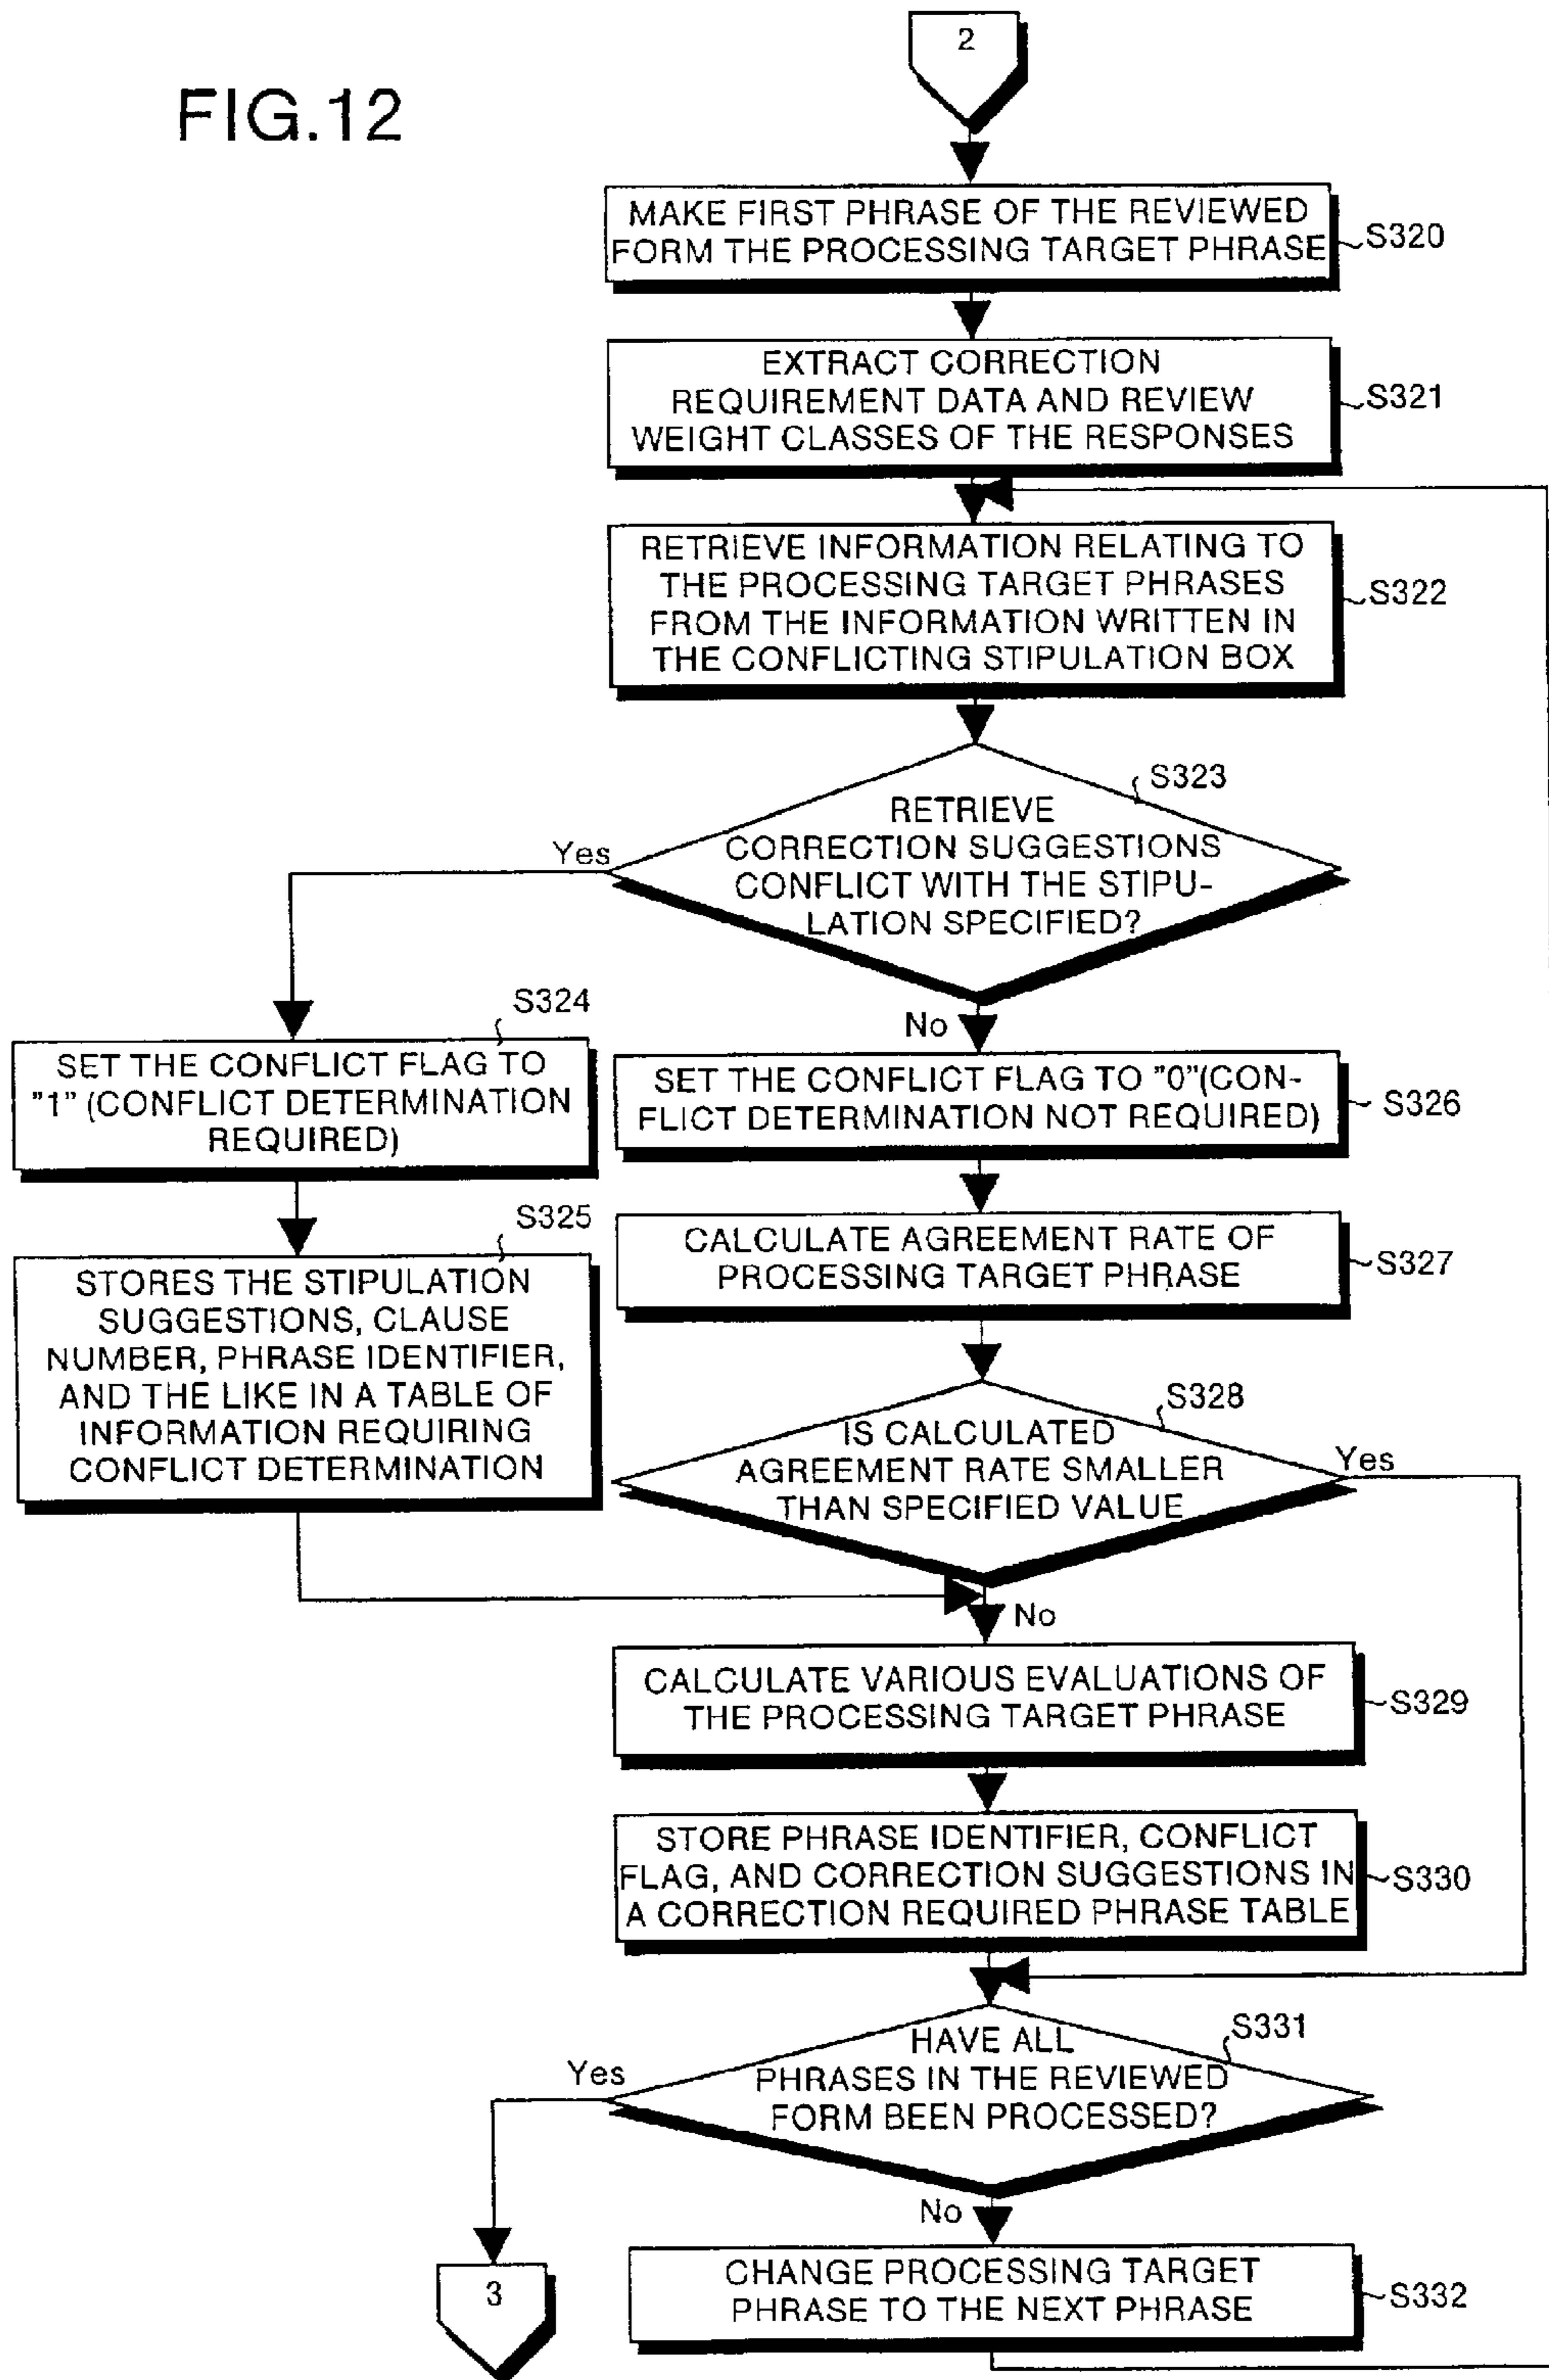 FIG.12
2
MAKE FIRST PHRASE OF THE REVIEWED
FORM THE PROCESSING TARGET PHRASE
S320
EXTRACT CORRECTION
REQUIREMENT DATA AND REVIEW
WEIGHT CLASSES OF THE RESPONSES
S321
RETRIEVE INFORMATION RELATING TO
THE PROCESSING TARGET PHRASES
FROM THE INFORMATION WRITTEN IN
THE CONFLICTING STIPULATION BOX
S322
S323
RETRIEVE
CORRECTION SUGGESTIONS
CONFLICT WITH THE STIPU-
LATION SPECIFIED?
Yes
No
S324
SET THE CONFLICT FLAG TO
"1" (CONFLICT DETERMINATION
REQUIRED)
SET THE CONFLICT FLAG TO "0"(CON-
FLICT DETERMINATION NOT REQUIRED)
S326
S325
STORES THE STIPULATION
SUGGESTIONS, CLAUSE
NUMBER, PHRASE IDENTIFIER,
AND THE LIKE IN A TABLE OF
INFORMATION REQUIRING
CONFLICT DETERMINATION
CALCULATE AGREEMENT RATE OF
PROCESSING TARGET PHRASE
S327
S328
IS CALCULATED
AGREEMENT RATE SMALLER
THAN SPECIFIED VALUE
Yes
No
CALCULATE VARIOUS EVALUATIONS OF
THE PROCESSING TARGET PHRASE
S329
STORE PHRASE IDENTIFIER, CONFLICT
FLAG, AND CORRECTION SUGGESTIONS IN
A CORRECTION REQUIRED PHRASE TABLE
S330
S331
HAVE ALL
PHRASES IN THE REVIEWED
FORM BEEN PROCESSED?
Yes
No
3
CHANGE PROCESSING TARGET
PHRASE TO THE NEXT PHRASE
S332